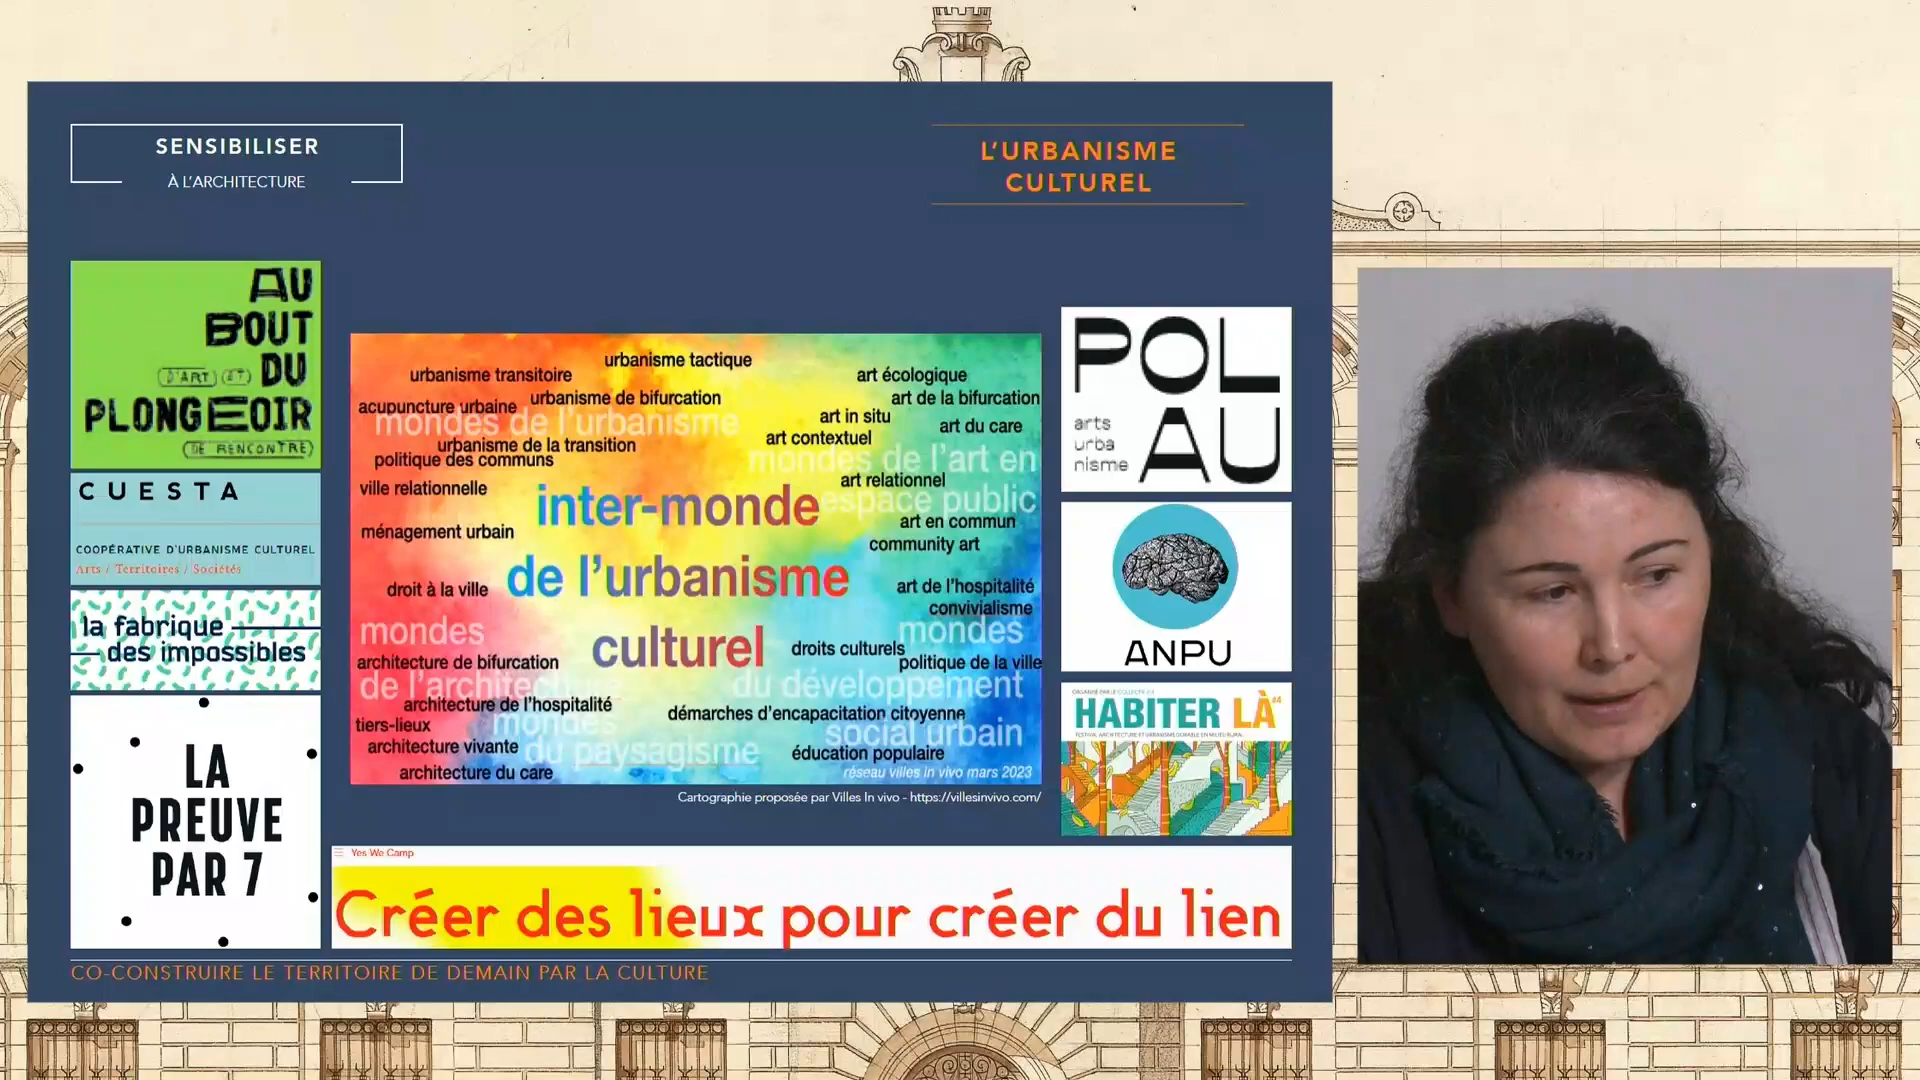 SENSIBILISER
À L'ARCHITECTURE
L'URBANISME
CULTUREL
AU
BOUT
D'ART ET DU
PLONGEOIR
DE RENCONTRE
CUESTA
COOPÉRATIVE D'URBANISME CULTUREL
Arts / Territoires / Sociétés
la fabrique
des impossibles
LA
PREUVE
PAR 7
urbanisme tactique
urbanisme transitoire
art écologique
urbanisme de bifurcation
art de la bifurcation
acupuncture urbaine
mondes de l'urbanisme
art in situ
art du care
art contextuel
urbanisme de la transition
politique des communs
mondes de l'art en
espace public
ville relationnelle
art relationnel
inter-monde
art en commun
ménagement urbain
community art
de l'urbanisme
droit à la ville
art de l'hospitalité
convivialisme
mondes
de l'architecture
culturel
droits culturels
mondes
du développement
social urbain
architecture de bifurcation
politique de la ville
architecture de l'hospitalité
démarches d'encapacitation citoyenne
tiers-lieux
mondes
du paysagisme
architecture vivante
éducation populaire
architecture du care
réseau villes in vivo mars 2023
Cartographie proposée par Villes In vivo - https://villesinvivo.com/
POL
AU
arts
urba
nisme
ANPU
HABITER LÀ
FESTIVAL ARCHITECTURE ET URBANISME DURABLE EN MILIEU RURAL
Yes We Camp
Créer des lieux pour créer du lien
CO-CONSTRUIRE LE TERRITOIRE DE DEMAIN PAR LA CULTURE